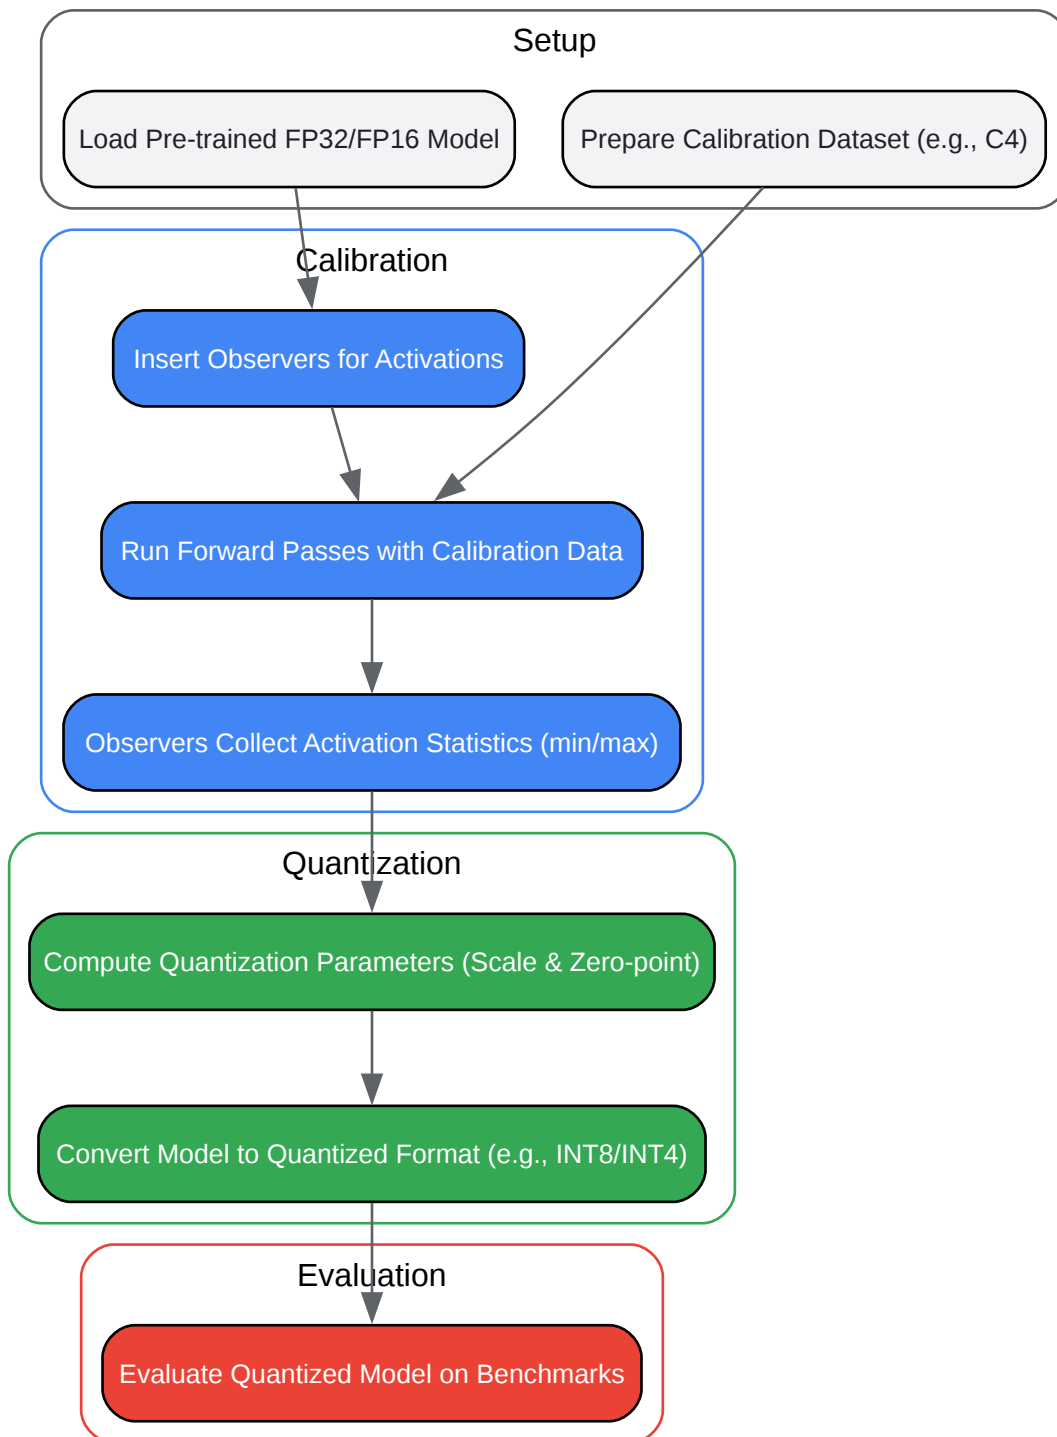 Setup
Load Pre-trained FP32/FP16 Model
Prepare Calibration Dataset (e.g., C4)
Calibration
Insert Observers for Activations
Run Forward Passes with Calibration Data
Observers Collect Activation Statistics (min/max)
Quantization
Compute Quantization Parameters (Scale & Zero-point)
Convert Model to Quantized Format (e.g., INT8/INT4)
Evaluation
Evaluate Quantized Model on Benchmarks